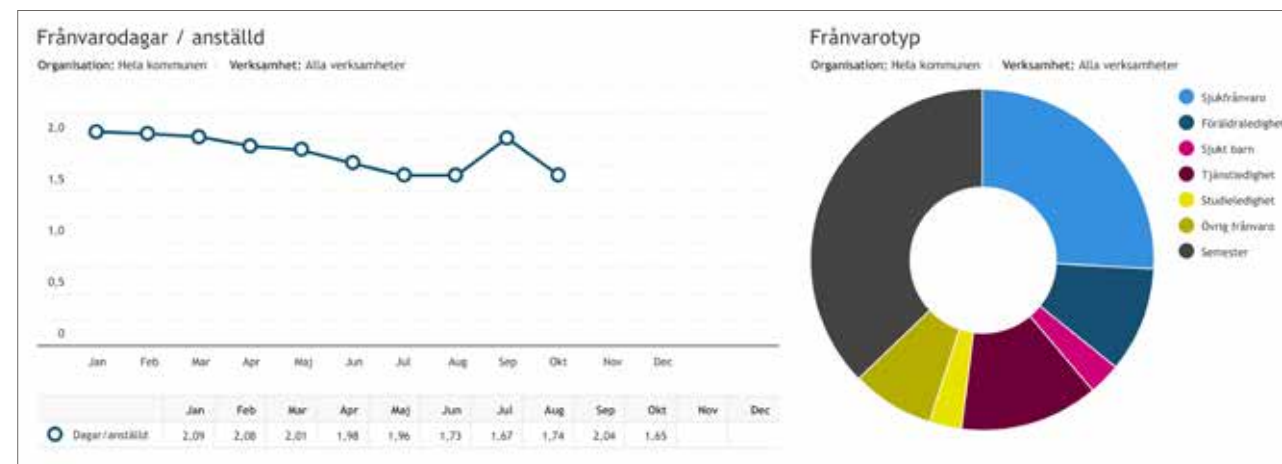 Frånvarodagar / anställd
Organisation: Hela kommunen Verksamhet: Alla verksamheter
2,0
1,5
1,0
0,5
0
Jan Feb Mar Apr Maj Jun Jul Aug Sep Okt Nov Dec
Jan Feb Mar Apr Maj Jun Jul Aug Sep Okt Nov Dec
Dagar/anställd 2,09 2,08 2,01 1,98 1,96 1,73 1,67 1,74 2,04 1,65
Frånvarotyp
Organisation: Hela kommunen Verksamhet: Alla verksamheter
Sjukfrånvaro
Föräldraledighet
Sjukt barn
Tjänstledighet
Studieledighet
Övrig frånvaro
Semester